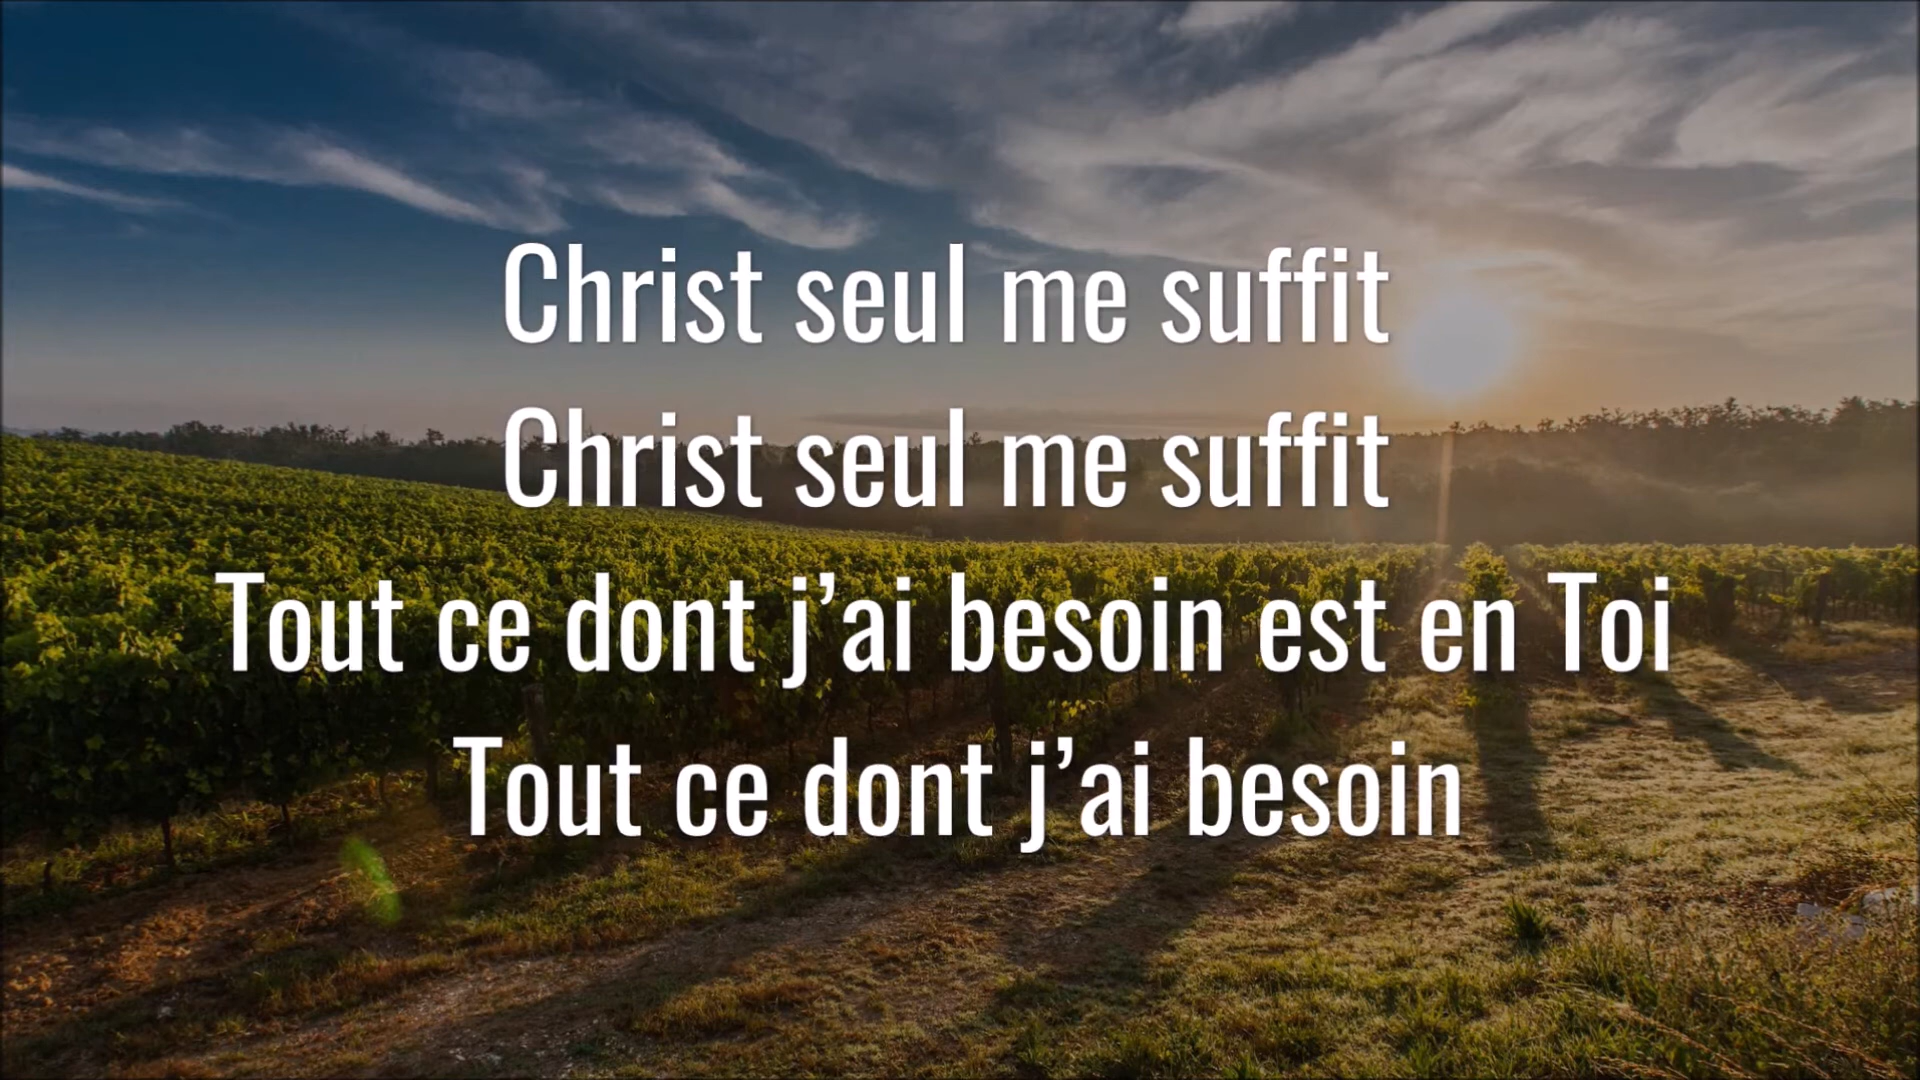 Christ seul me suffit
Christ seul me suffit
Tout ce dont j’ai besoin est en Toi
Tout ce dont j’ai besoin